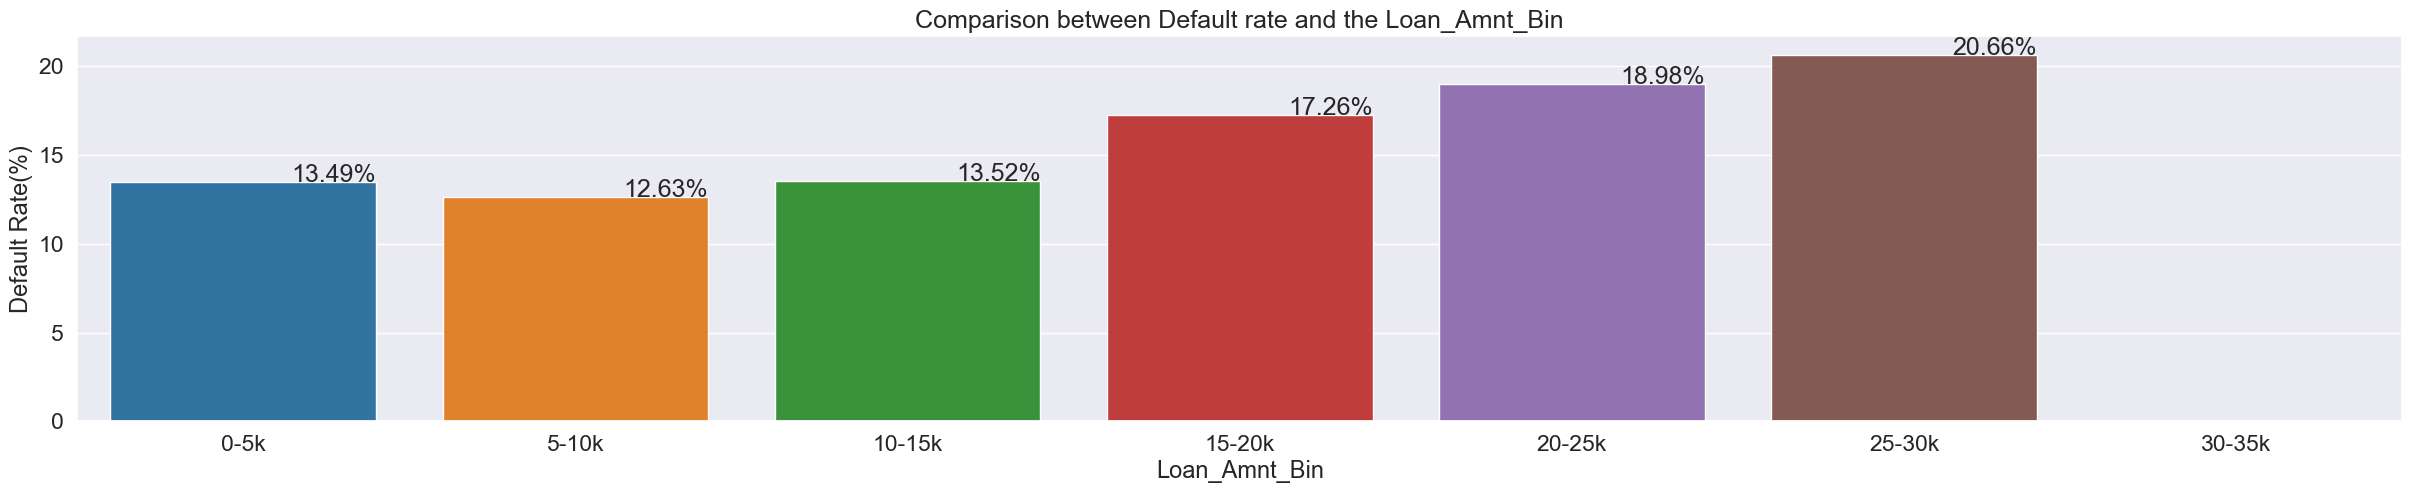 Comparison between Default rate and the Loan_Amnt_Bin
Default Rate(%)
20
15
10
5
0
13.49%
12.63%
13.52%
17.26%
18.98%
20.66%
0-5k
5-10k
10-15k
15-20k
20-25k
25-30k
30-35k
Loan_Amnt_Bin